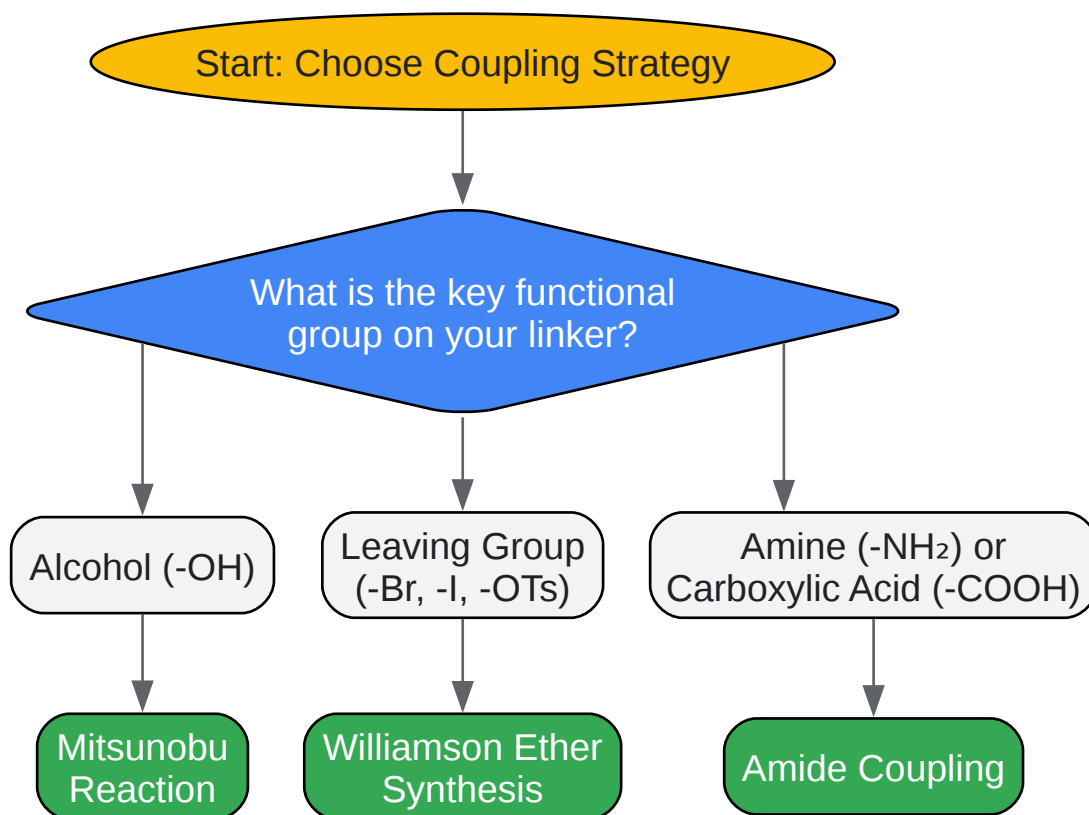 Start: Choose Coupling Strategy
What is the key functional
group on your linker?
Alcohol (-OH)
Leaving Group
(-Br, -I, -OTs)
Amine (-NH₂) or
Carboxylic Acid (-COOH)
Mitsunobu
Reaction
Williamson Ether
Synthesis
Amide Coupling